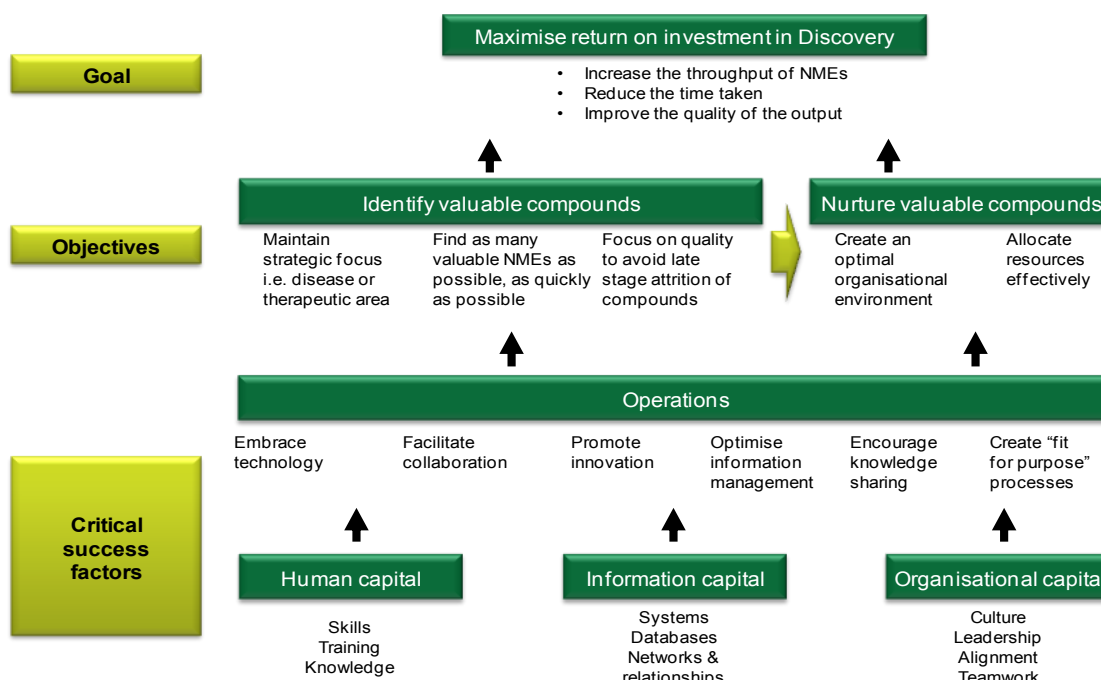 Maximise return on investment in Discovery
Goal
• Increase the throughput of NMEs
• Reduce the time taken
• Improve the quality of the output
Identify valuable compounds
Nurture valuable compounds
Objectives
Maintain
strategic focus
i.e. disease or
therapeutic area
Find as many
valuable NMEs as
possible, as quickly
as possible
Focus on quality
to avoid late
stage attrition of
compounds
Create an
optimal
organisational
environment
Allocate
resources
effectively
Operations
Embrace
technology
Facilitate
collaboration
Promote
innovation
Optimise
information
management
Encourage
knowledge
sharing
Create “fit
for purpose”
processes
Critical
success
factors
Human capital
Information capital
Organisational capital
Skills
Training
Knowledge
Systems
Databases
Networks &
relationships
Culture
Leadership
Alignment
Teamwork